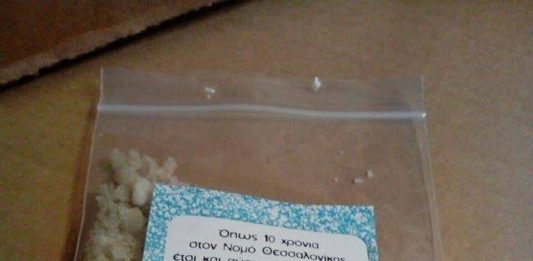 Όπως 10 χρόνια
στον Νομό Θεσσαλονίκης
έτσι και